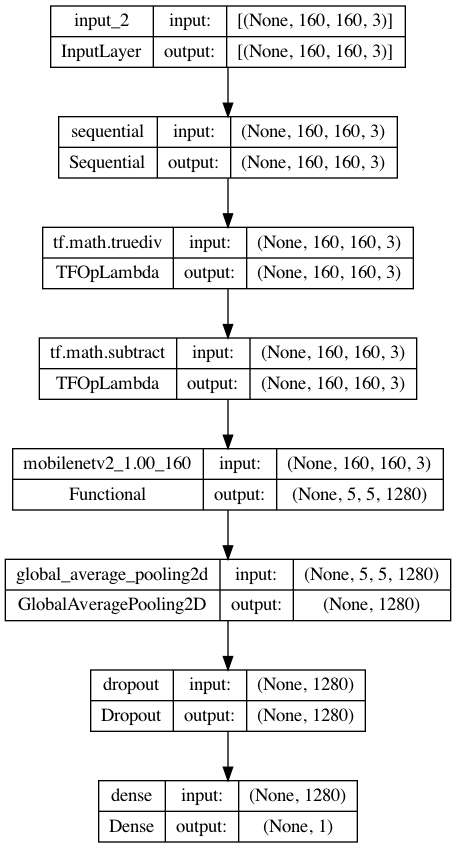 input_2 input: [(None, 160, 160, 3)]
InputLayer output: [(None, 160, 160, 3)]
sequential input: (None, 160, 160, 3)
Sequential output: (None, 160, 160, 3)
tf.math.truediv input: (None, 160, 160, 3)
TFOpLambda output: (None, 160, 160, 3)
tf.math.subtract input: (None, 160, 160, 3)
TFOpLambda output: (None, 160, 160, 3)
mobilenetv2_1.00_160 input: (None, 160, 160, 3)
Functional output: (None, 5, 5, 1280)
global_average_pooling2d input: (None, 5, 5, 1280)
GlobalAveragePooling2D output: (None, 1280)
dropout input: (None, 1280)
Dropout output: (None, 1280)
dense input: (None, 1280)
Dense output: (None, 1)